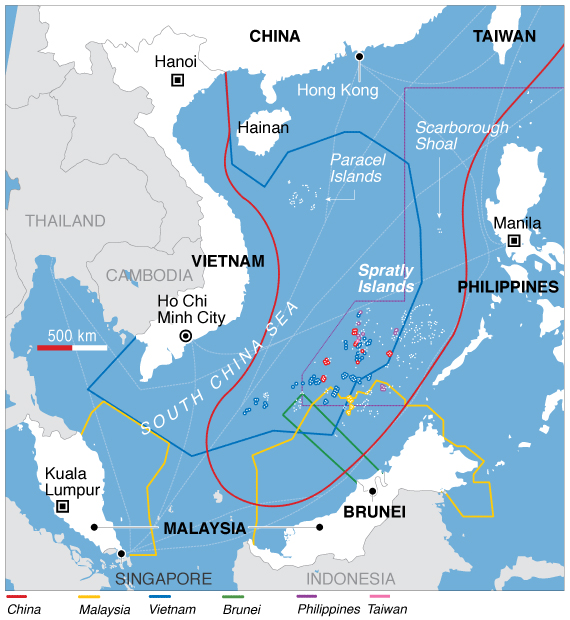 CHINA
TAIWAN
Hanoi
Hong Kong
Hainan
Scarborough
Shoal
Paracel
Islands
THAILAND
Manila
VIETNAM
CAMBODIA
Spratly
Islands
PHILIPPINES
Ho Chi
Minh City
500 km
SOUTH CHINA SEA
Kuala
Lumpur
MALAYSIA
BRUNEI
SINGAPORE
INDONESIA
China
Malaysia
Vietnam
Brunei
Philippines
Taiwan